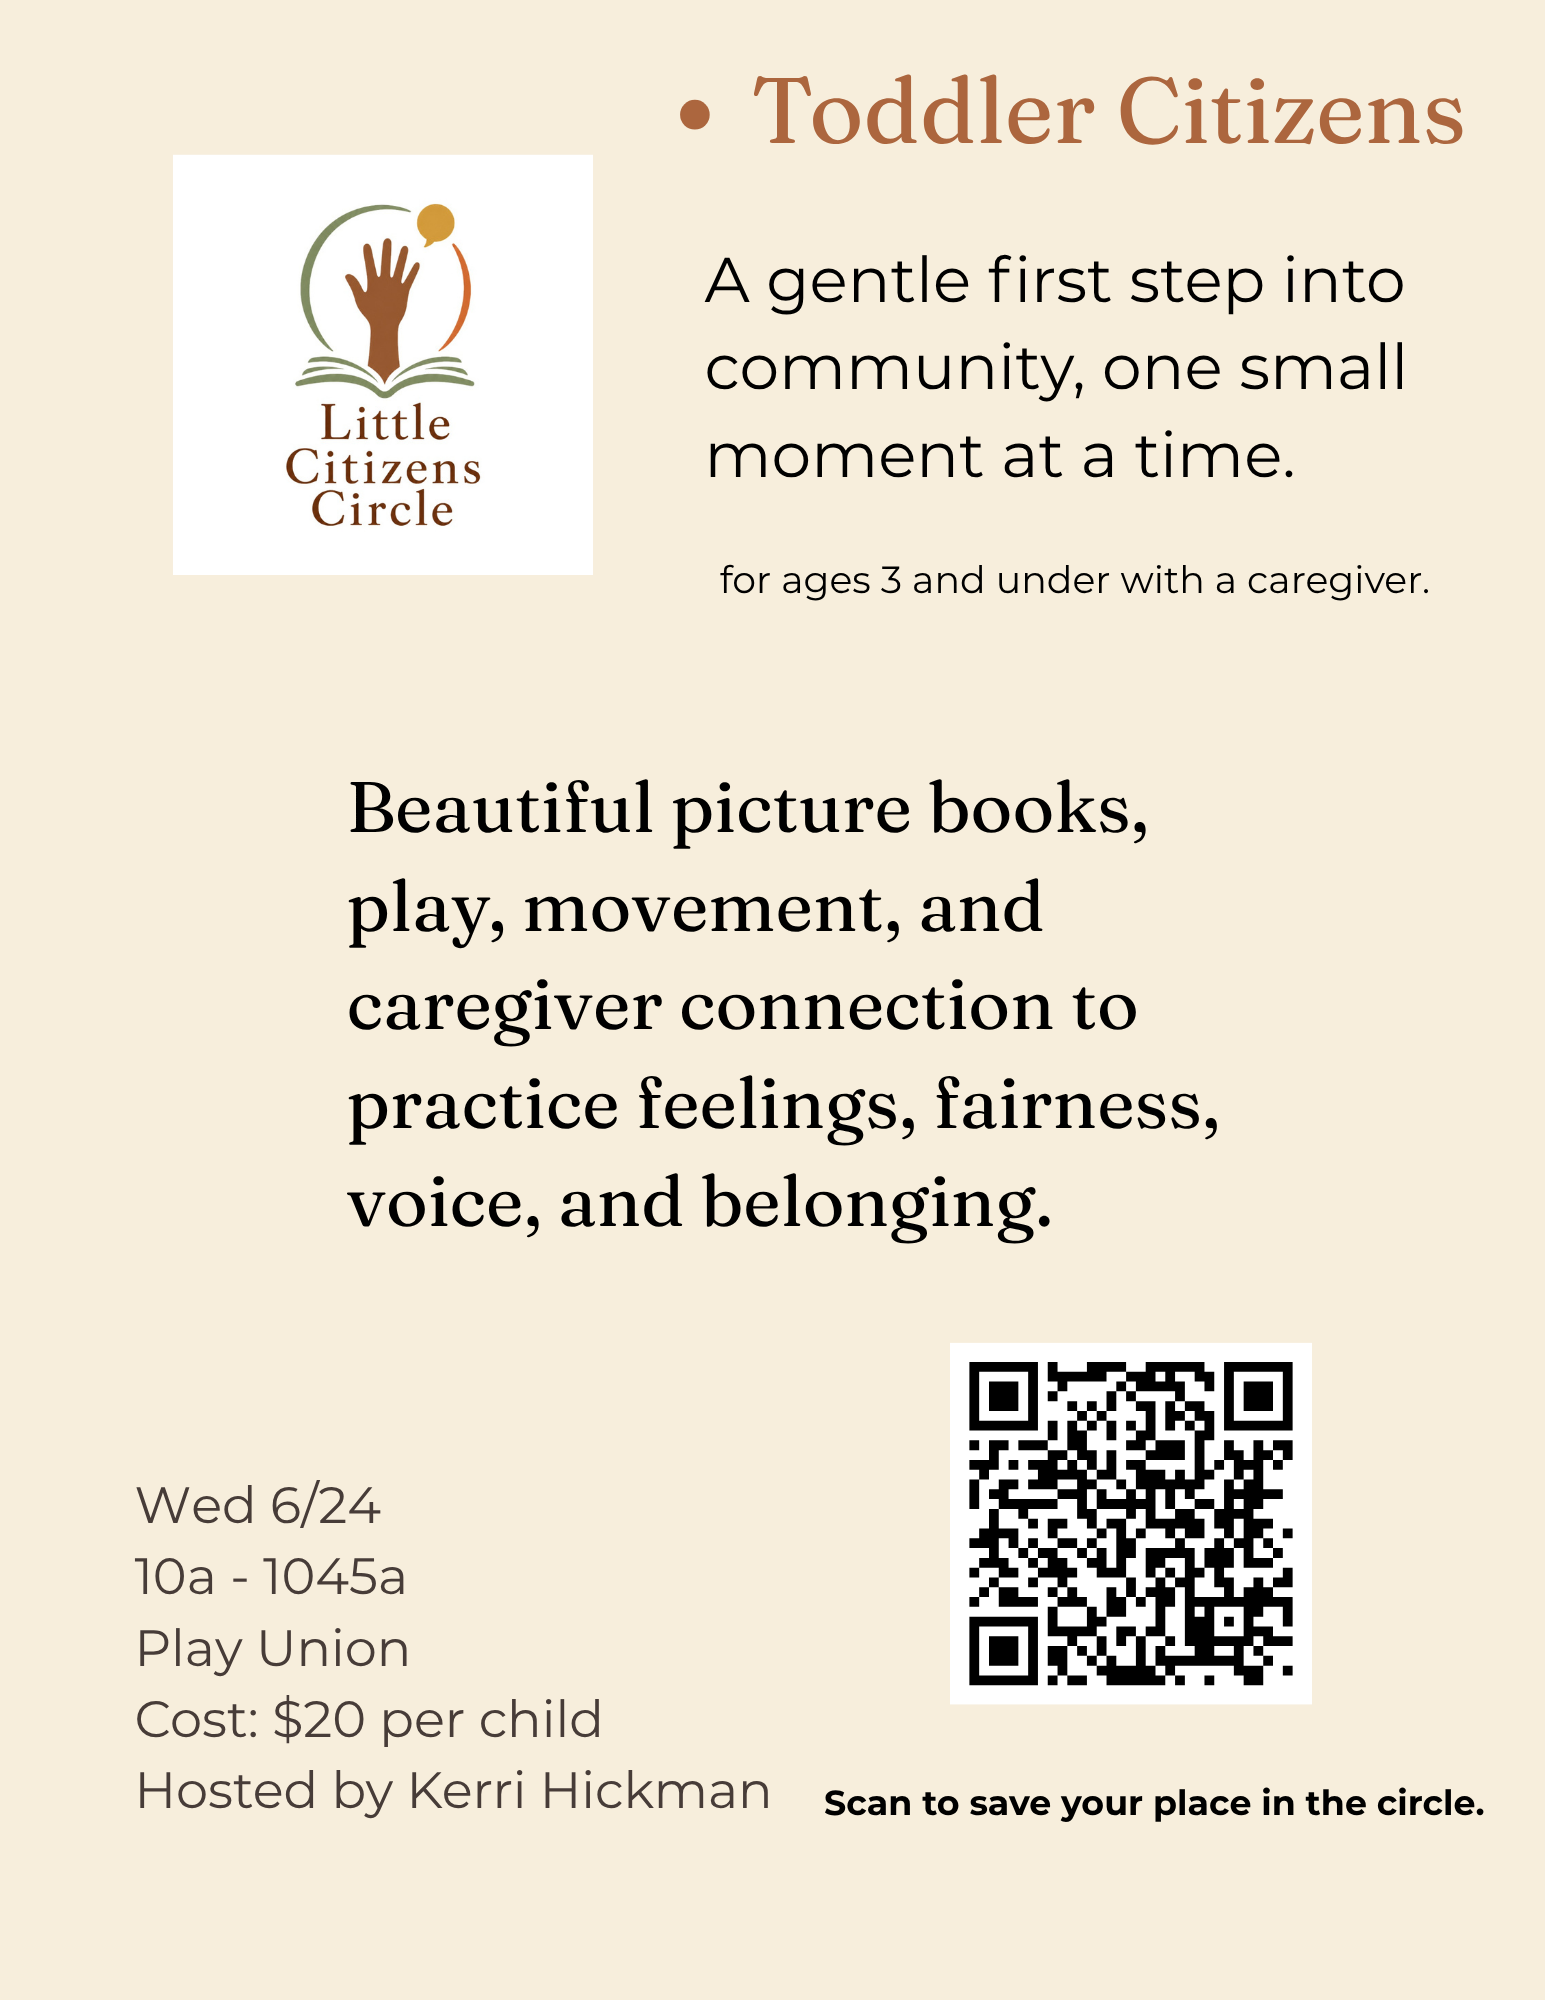 • Toddler Citizens
Little
Citizens
Circle
A gentle first step into
community, one small
moment at a time.
for ages 3 and under with a caregiver.
Beautiful picture books,
play, movement, and
caregiver connection to
practice feelings, fairness,
voice, and belonging.
Wed 6/24
10a - 1045a
Play Union
Cost: $20 per child
Hosted by Kerri Hickman
Scan to save your place in the circle.